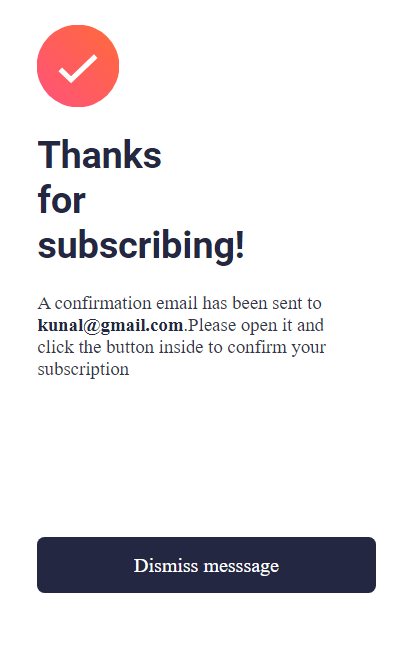 Thanks
for
subscribing!
A confirmation email has been sent to
kunal@gmail.com.Please open it and
click the button inside to confirm your
subscription
Dismiss messsage